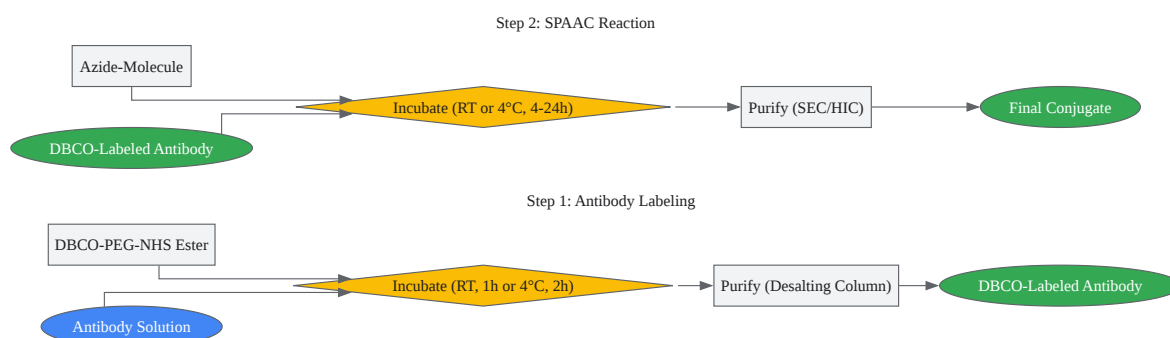 Step 2: SPAAC Reaction
Azide-Molecule
Incubate (RT or 4°C, 4-24h)
Purify (SEC/HIC)
Final Conjugate
DBCO-Labeled Antibody
Step 1: Antibody Labeling
DBCO-PEG-NHS Ester
Incubate (RT, 1h or 4°C, 2h)
Purify (Desalting Column)
DBCO-Labeled Antibody
Antibody Solution